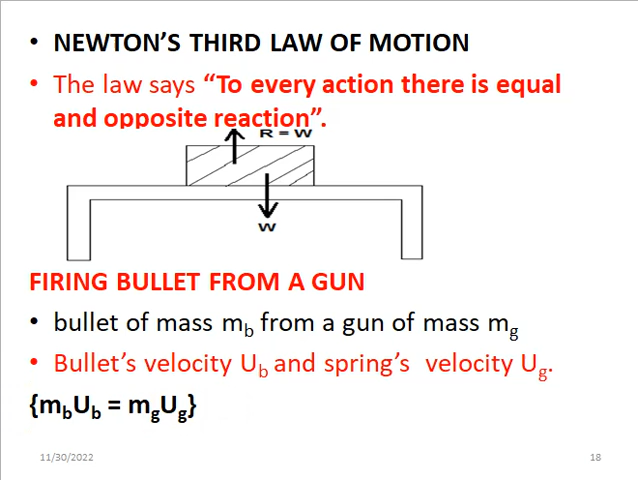 • NEWTON'S THIRD LAW OF MOTION
• The law says “To every action there is equal
and opposite reaction”.
R = W
W
FIRING BULLET FROM A GUN
• bullet of mass m_b from a gun of mass m_g
• Bullet's velocity U_b and spring's velocity U_g.
{m_bU_b = m_gU_g}
11/30/2022
18